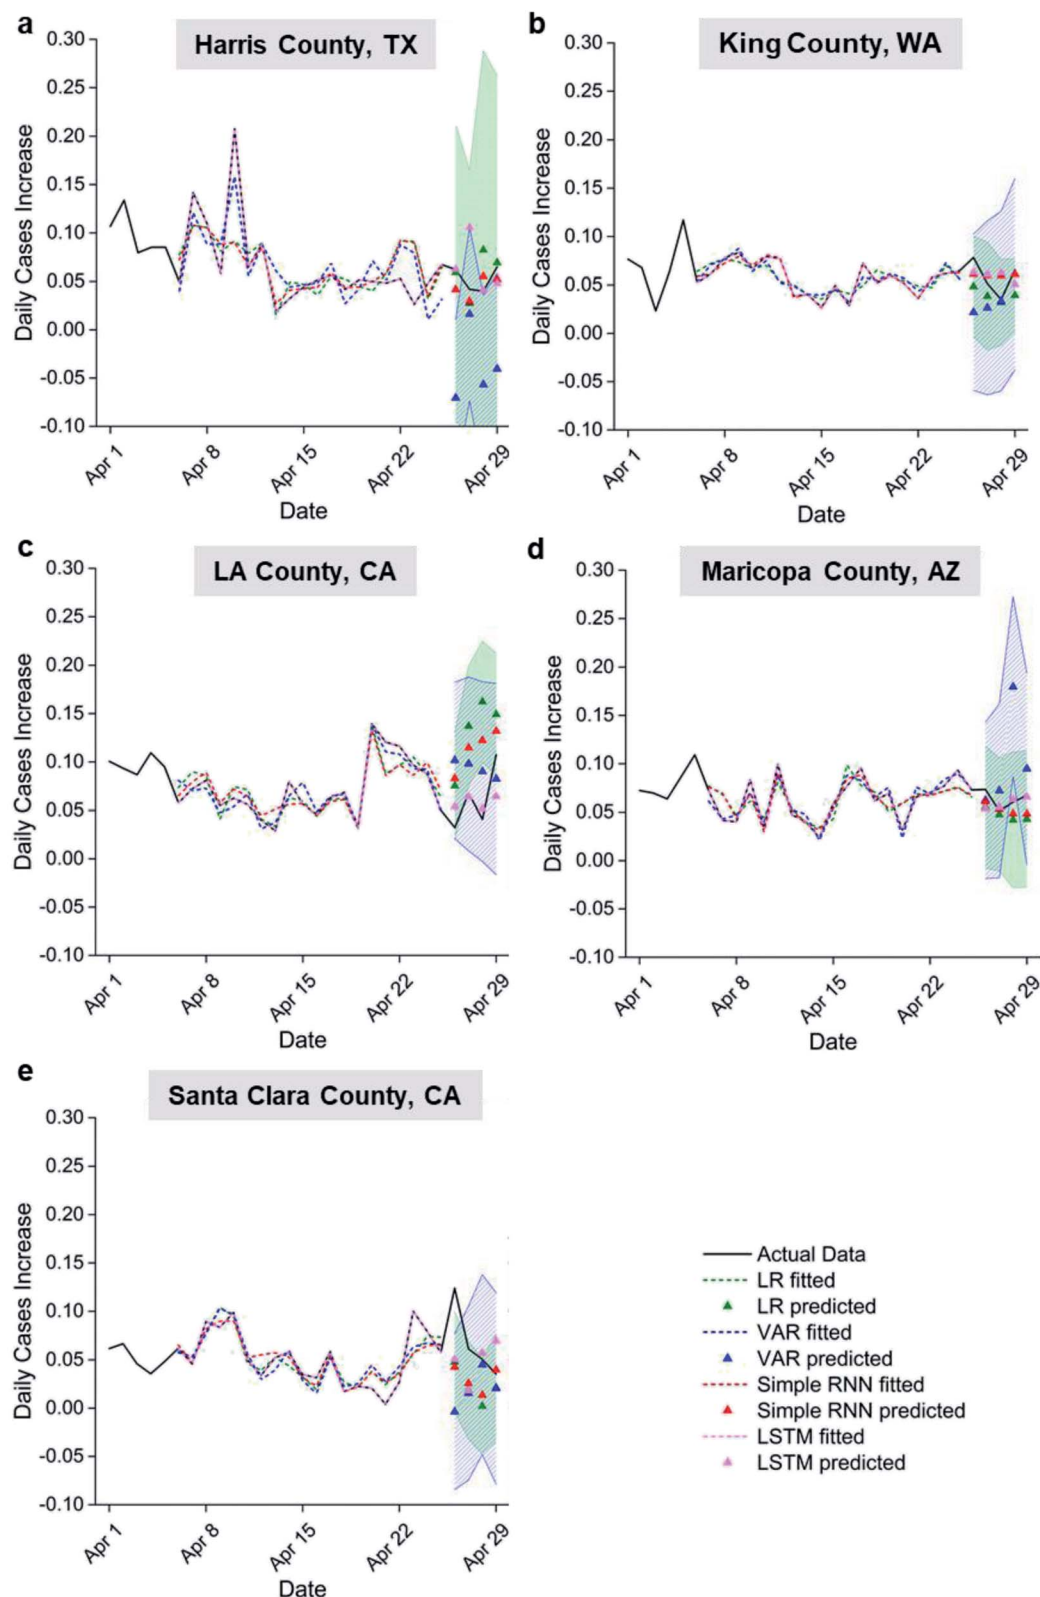 a
Harris County, TX
0.30
0.25
0.20
0.15
0.10
0.05
0.00
-0.05
-0.10
Daily Cases Increase
Apr 1
Apr 8
Apr 15
Apr 22
Apr 29
Date
b
King County, WA
0.30
0.25
0.20
0.15
0.10
0.05
0.00
-0.05
-0.10
Daily Cases Increase
Apr 1
Apr 8
Apr 15
Apr 22
Apr 29
Date
c
LA County, CA
0.30
0.25
0.20
0.15
0.10
0.05
0.00
-0.05
-0.10
Daily Cases Increase
Apr 1
Apr 8
Apr 15
Apr 22
Apr 29
Date
d
Maricopa County, AZ
0.30
0.25
0.20
0.15
0.10
0.05
0.00
-0.05
-0.10
Daily Cases Increase
Apr 1
Apr 8
Apr 15
Apr 22
Apr 29
Date
e
Santa Clara County, CA
0.30
0.25
0.20
0.15
0.10
0.05
0.00
-0.05
-0.10
Daily Cases Increase
Apr 1
Apr 8
Apr 15
Apr 22
Apr 29
Date
Actual Data
LR fitted
LR predicted
VAR fitted
VAR predicted
Simple RNN fitted
Simple RNN predicted
LSTM fitted
LSTM predicted